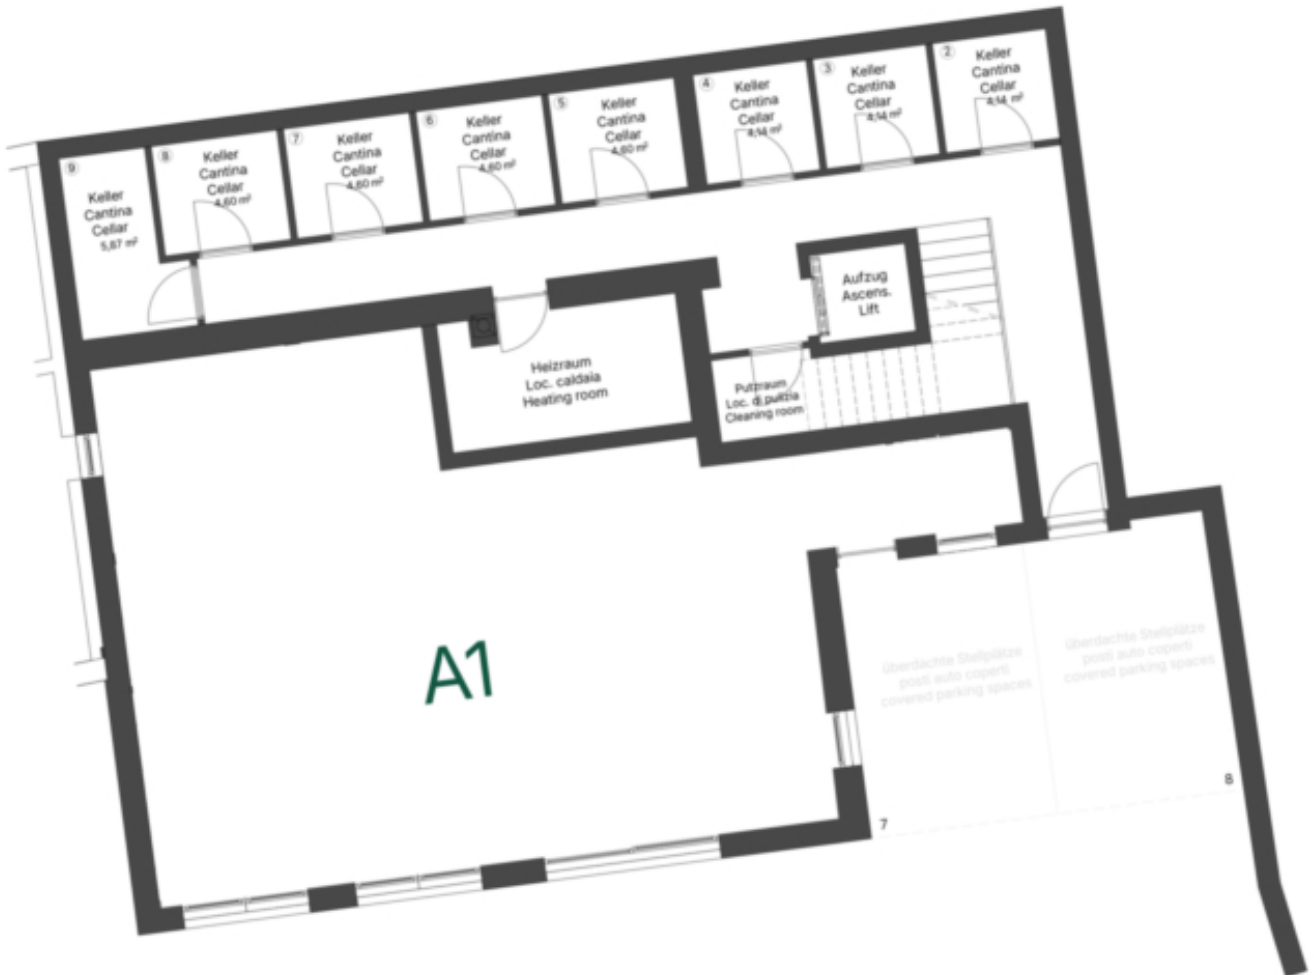 ②
Keller
Cantina
Cellar
4,14 m²
③
Keller
Cantina
Cellar
4,14 m²
④
Keller
Cantina
Cellar
4,14 m²
⑤
Keller
Cantina
Cellar
4,60 m²
⑥
Keller
Cantina
Cellar
4,60 m²
⑦
Keller
Cantina
Cellar
4,60 m²
⑧
Keller
Cantina
Cellar
4,60 m²
⑨
Keller
Cantina
Cellar
5,87 m²
Aufzug
Ascens.
Lift
Heizraum
Loc. caldaia
Heating room
Putzraum
Loc. di pulizia
Cleaning room
A1
überdachte Stellplätze
posti auto coperti
covered parking spaces
7
überdachte Stellplätze
posti auto coperti
covered parking spaces
8